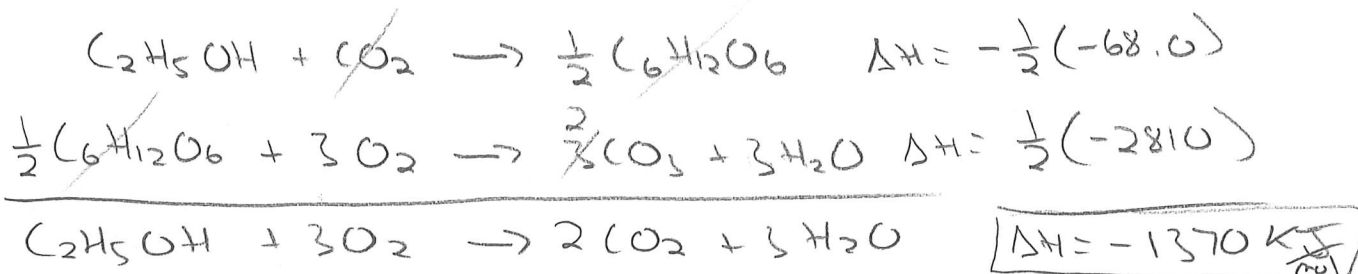 C₂H₅OH + CO₂ → ½ C₆H₁₂O₆ ΔH = -½(-68.0)
½ C₆H₁₂O₆ + 3 O₂ → 2 3 CO₃ + 3 H₂O ΔH = ½(-2810)
C₂H₅OH + 3 O₂ → 2 CO₂ + 3 H₂O ΔH = -1370 KJ/mol